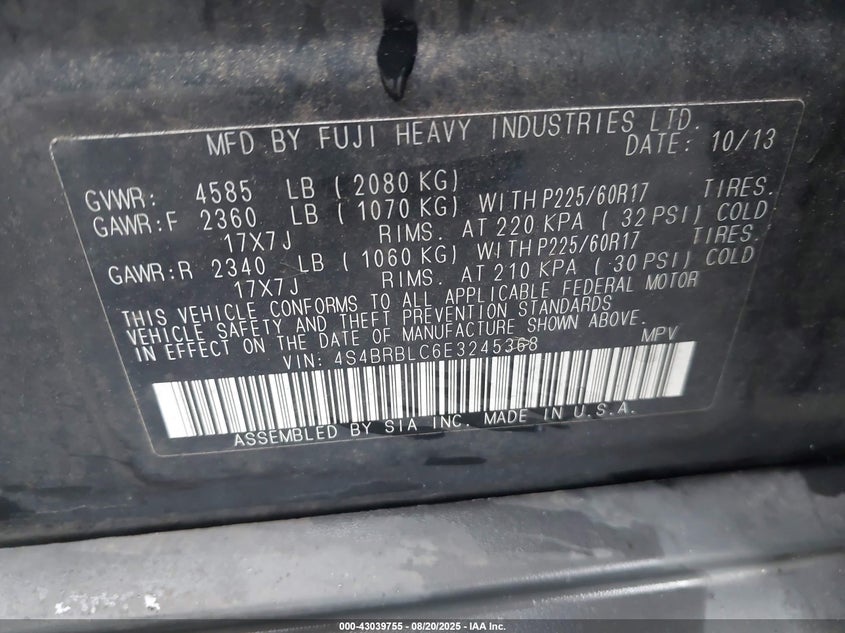 MFD BY FUJI HEAVY INDUSTRIES LTD.
DATE: 10/13
GVWR: 4585 LB (2080 KG)
GAWR:F 2360 LB (1070 KG) WITH P225/60R17 TIRES.
17X7J RIMS. AT 220 KPA (32 PSI) COLD
GAWR:R 2340 LB (1060 KG) WITH P225/60R17 TIRES.
17X7J RIMS. AT 210 KPA (30 PSI) COLD
THIS VEHICLE CONFORMS TO ALL APPLICABLE FEDERAL MOTOR
VEHICLE SAFETY AND THEFT PREVENTION STANDARDS
IN EFFECT ON THE DATE OF MANUFACTURE SHOWN ABOVE.
VIN: 4S4BRBLC6E3245368 MPV
ASSEMBLED BY SIA INC. MADE IN U.S.A.
000-43039755 - 08/20/2025 - IAA Inc.